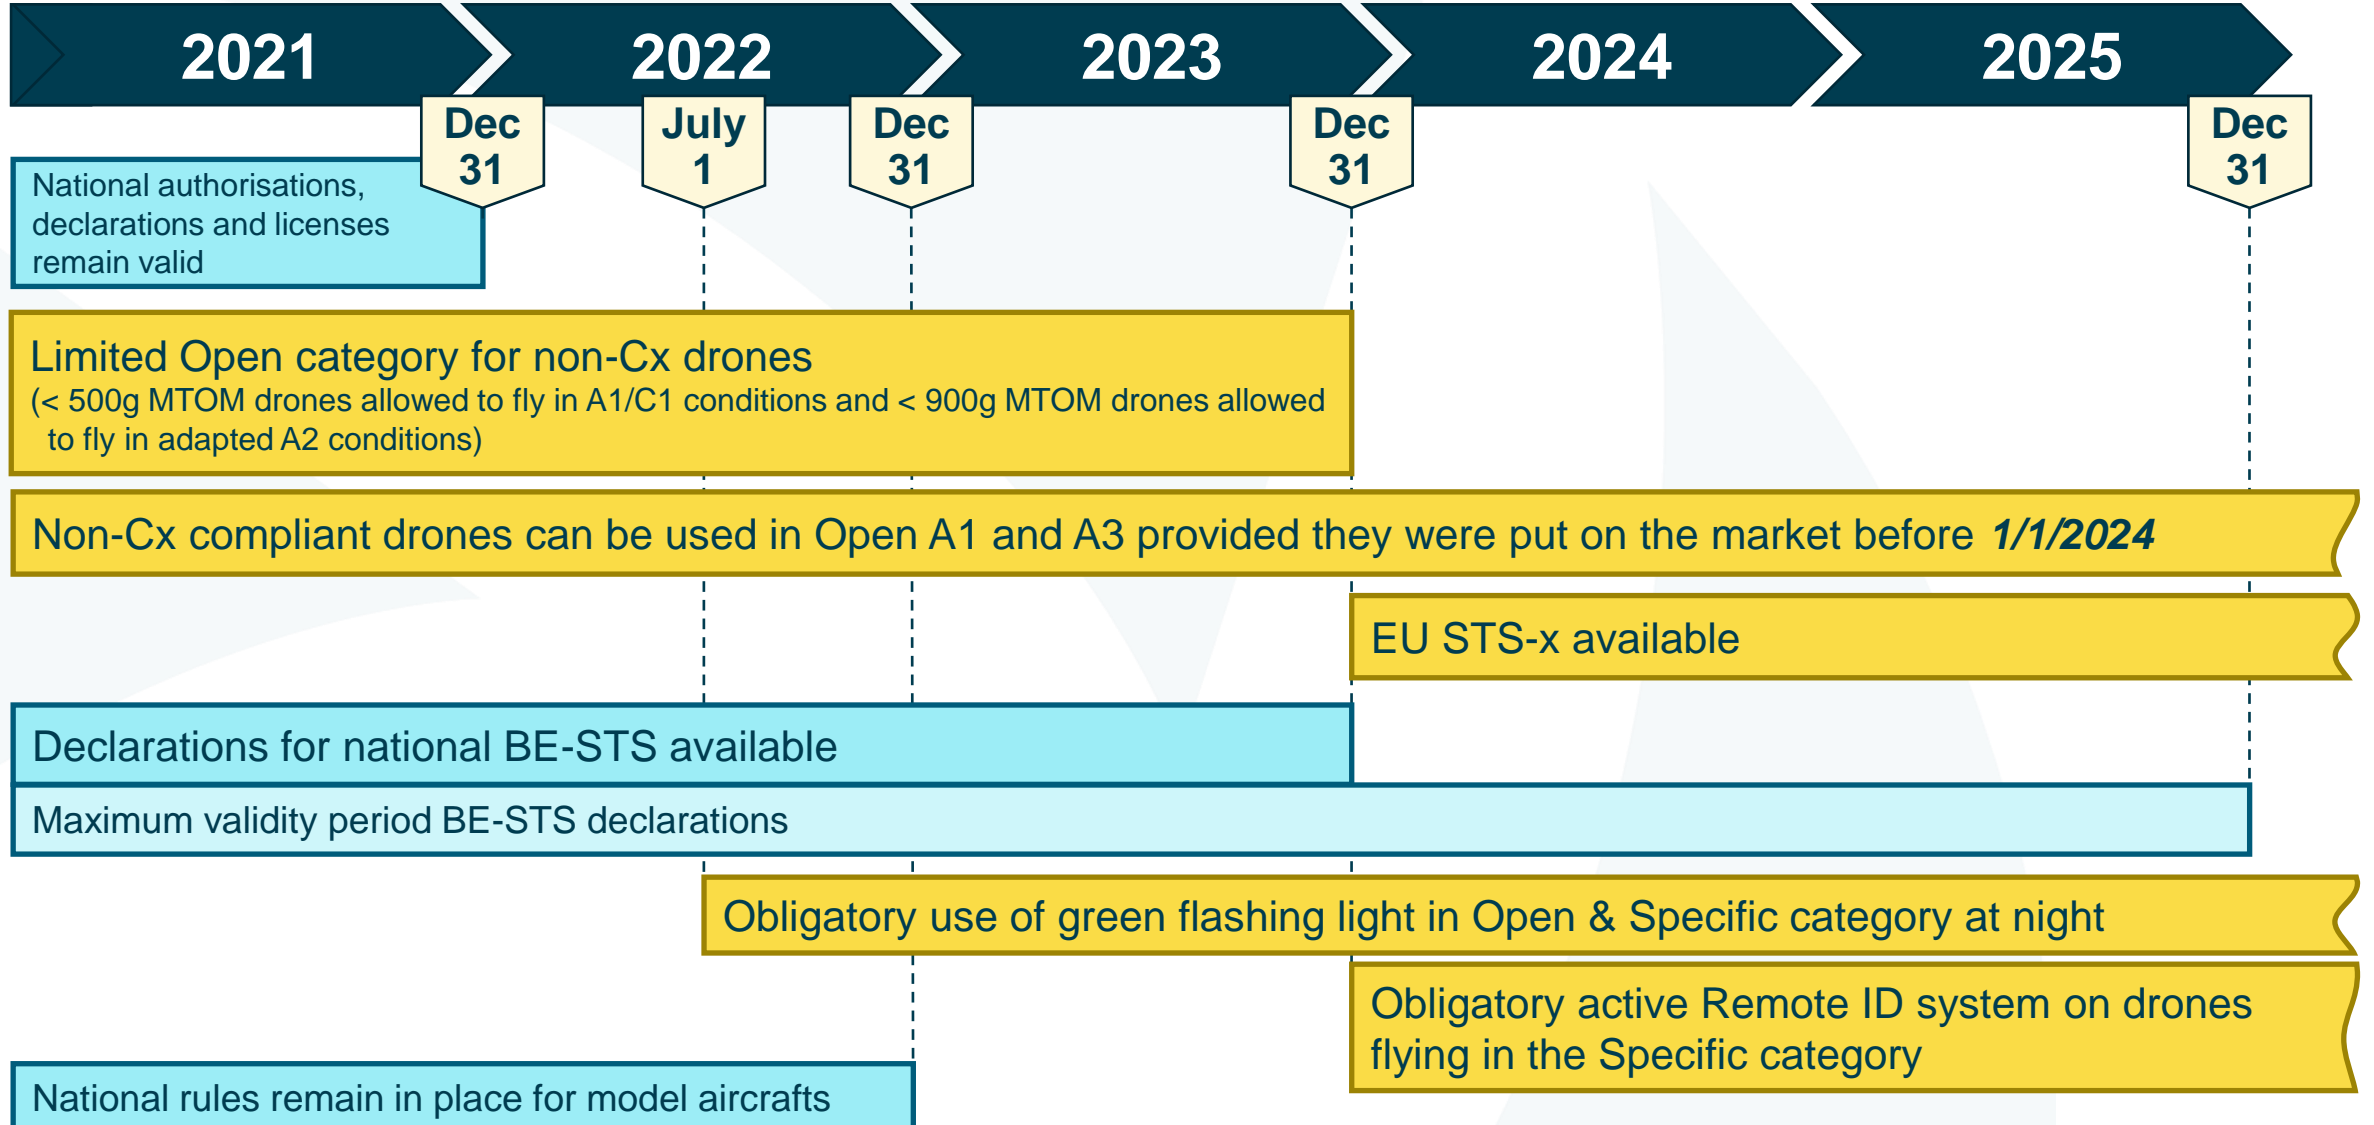 2021
2022
2023
2024
2025
Dec
31
July
1
Dec
31
Dec
31
Dec
31
National authorisations,
declarations and licenses
remain valid
Limited Open category for non-Cx drones
(< 500g MTOM drones allowed to fly in A1/C1 conditions and < 900g MTOM drones allowed
to fly in adapted A2 conditions)
Non-Cx compliant drones can be used in Open A1 and A3 provided they were put on the market before 1/1/2024
EU STS-x available
Declarations for national BE-STS available
Maximum validity period BE-STS declarations
Obligatory use of green flashing light in Open & Specific category at night
Obligatory active Remote ID system on drones
flying in the Specific category
National rules remain in place for model aircrafts